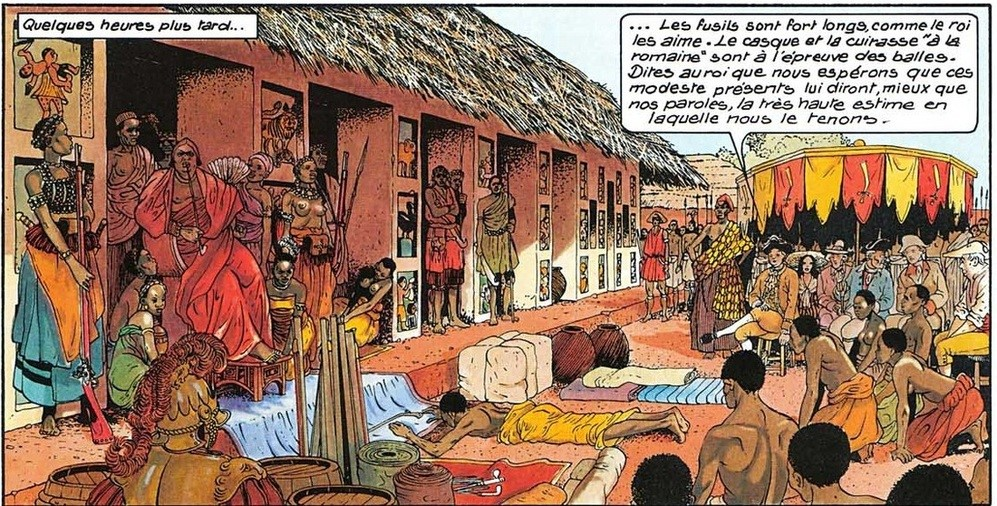 Quelques heures plus tard...
... Les fusils sont fort longs, comme le roi
les aime. Le casque et la cuirasse "à la
romaine" sont à l'épreuve des balles.
Dites au roi que nous espérons que ces
modeste présents lui diront, mieux que
nos paroles, la très haute estime en
laquelle nous le tenons.